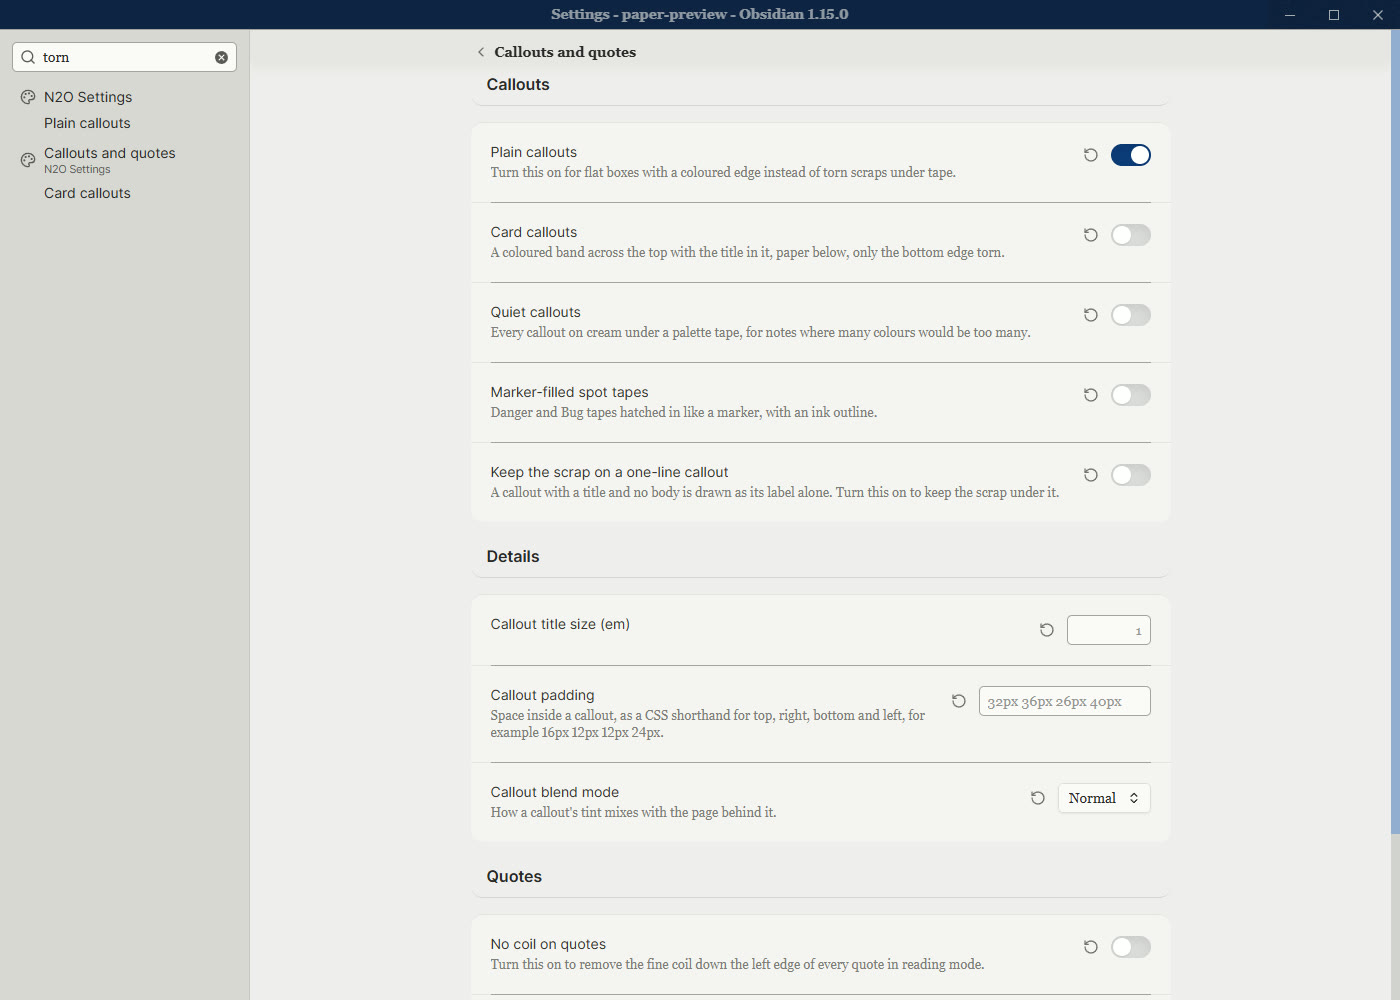 Settings - paper-preview - Obsidian 1.15.0
torn
N2O Settings
Plain callouts
Callouts and quotes
N2O Settings
Card callouts
Callouts and quotes
Callouts
Plain callouts
Turn this on for flat boxes with a coloured edge instead of torn scraps under tape.
Card callouts
A coloured band across the top with the title in it, paper below, only the bottom edge torn.
Quiet callouts
Every callout on cream under a palette tape, for notes where many colours would be too many.
Marker-filled spot tapes
Danger and Bug tapes hatched in like a marker, with an ink outline.
Keep the scrap on a one-line callout
A callout with a title and no body is drawn as its label alone. Turn this on to keep the scrap under it.
Details
Callout title size (em)
1
Callout padding
Space inside a callout, as a CSS shorthand for top, right, bottom and left, for
example 16px 12px 12px 24px.
32px 36px 26px 40px
Callout blend mode
How a callout's tint mixes with the page behind it.
Normal
Quotes
No coil on quotes
Turn this on to remove the fine coil down the left edge of every quote in reading mode.